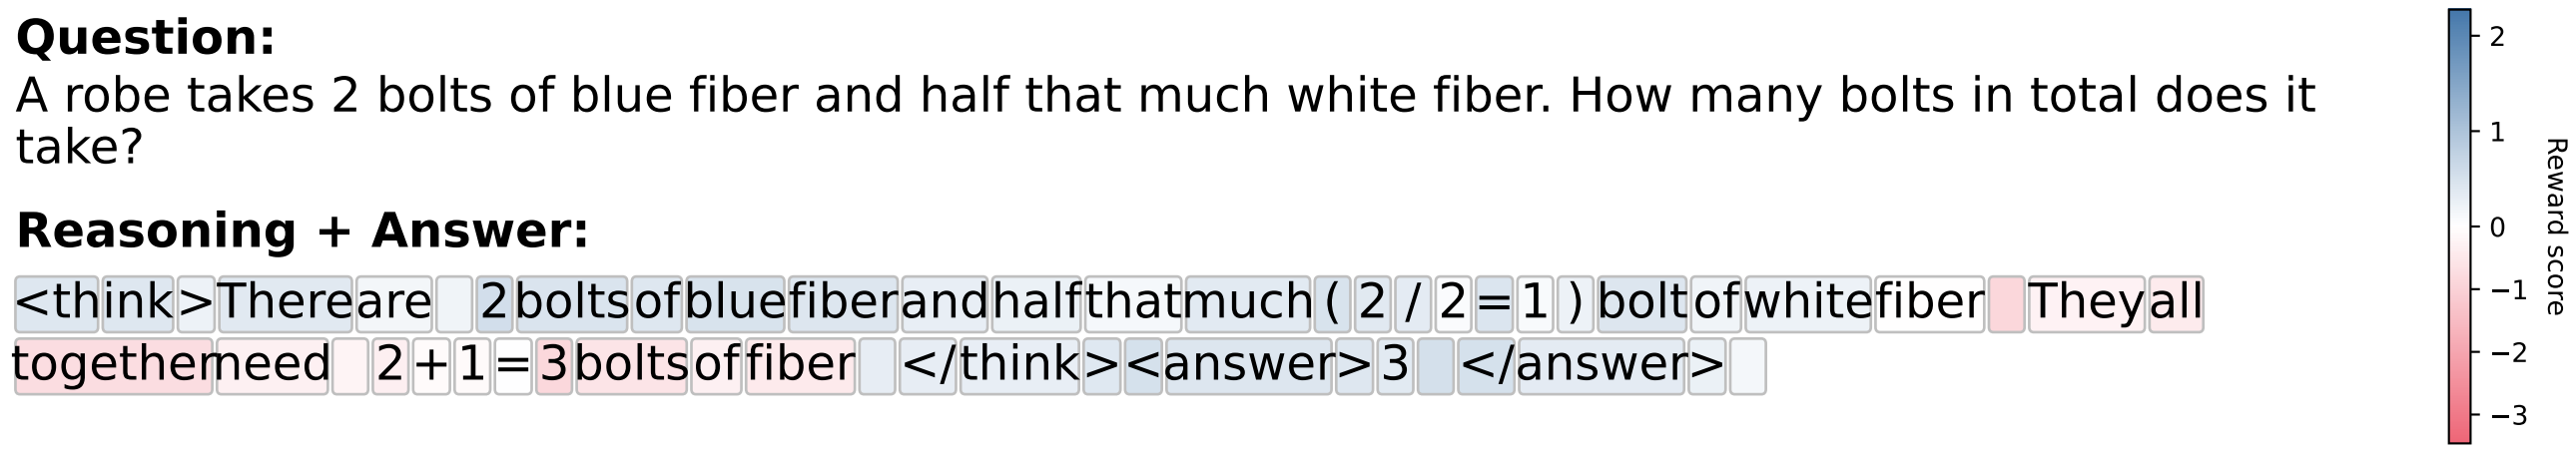 Question:
A robe takes 2 bolts of blue fiber and half that much white fiber. How many bolts in total does it
take?
Reasoning + Answer:
<think>There are 2 bolts of blue fiber and half that much ( 2 / 2 = 1 ) bolt of white fiber They all
together need 2 + 1 = 3 bolts of fiber </think><answer> 3 </answer>
2
1
0
−1
−2
−3
Reward score